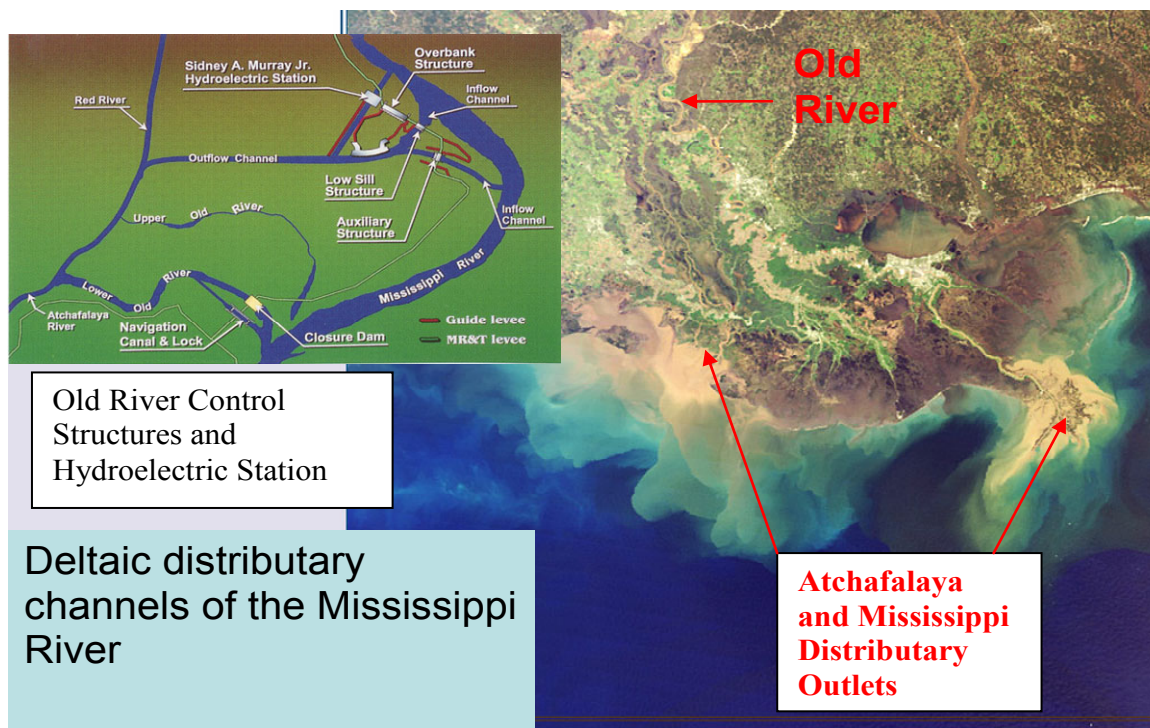 Sidney A. Murray Jr.
Hydroelectric Station
Overbank
Structure
Inflow
Channel
Red River
Outflow Channel
Low Sill
Structure
Auxiliary
Structure
Inflow
Channel
Upper Old River
Lower Old River
Mississippi River
Atchafalaya
River
Navigation
Canal & Lock
Closure Dam
Guide levee
MR&T levee
Old River Control
Structures and
Hydroelectric Station
Deltaic distributary
channels of the Mississippi
River
Old
River
Atchafalaya
and Mississippi
Distributary
Outlets